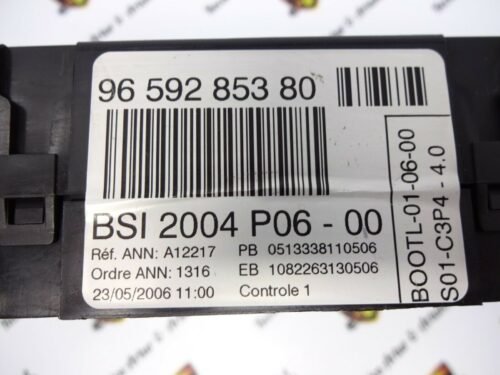 96 592 853 80
BSI 2004 P06 - 00
Réf. ANN: A12217 PB 0513338110506
Ordre ANN: 1316 EB 1082263130506
23/05/2006 11:00 Controle 1
BOOTL-01-06-00
S01-C3P4 - 4.0